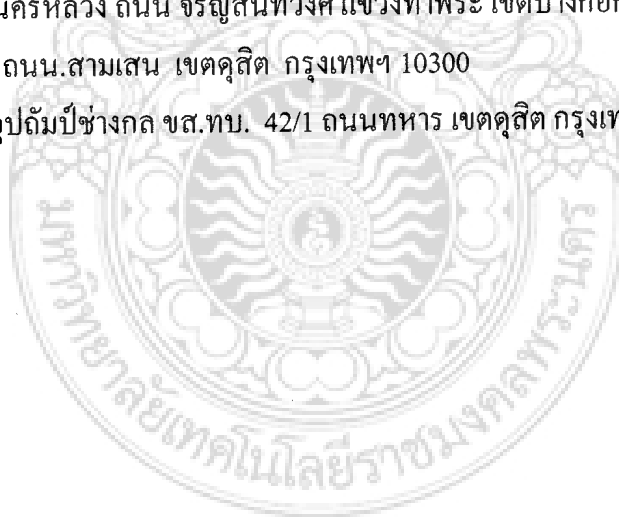 นครหลวง ถนน จรัญสนิทวงศ์ แขวงท่าพระ เขตบางกอก
ถนน.สามเสน เขตดุสิต กรุงเทพฯ 10300
อุปถัมป์ช่างกล ขส.ทบ. 42/1 ถนนทหาร เขตดุสิต กรุงเท
มหาวิทยาลัยเทคโนโลยีราชมงคลพระนคร